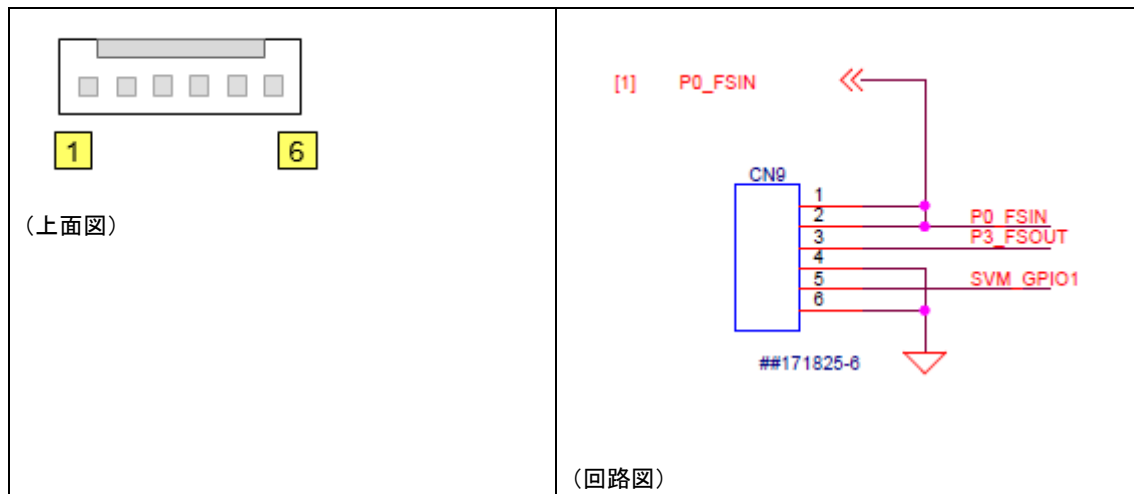 1
6
（上面図）
[1] P0_FSIN
CN9
1
2
P0_FSIN
3
P3_FSOUT
4
5
SVM_GPIO1
6
##171825-6
（回路図）